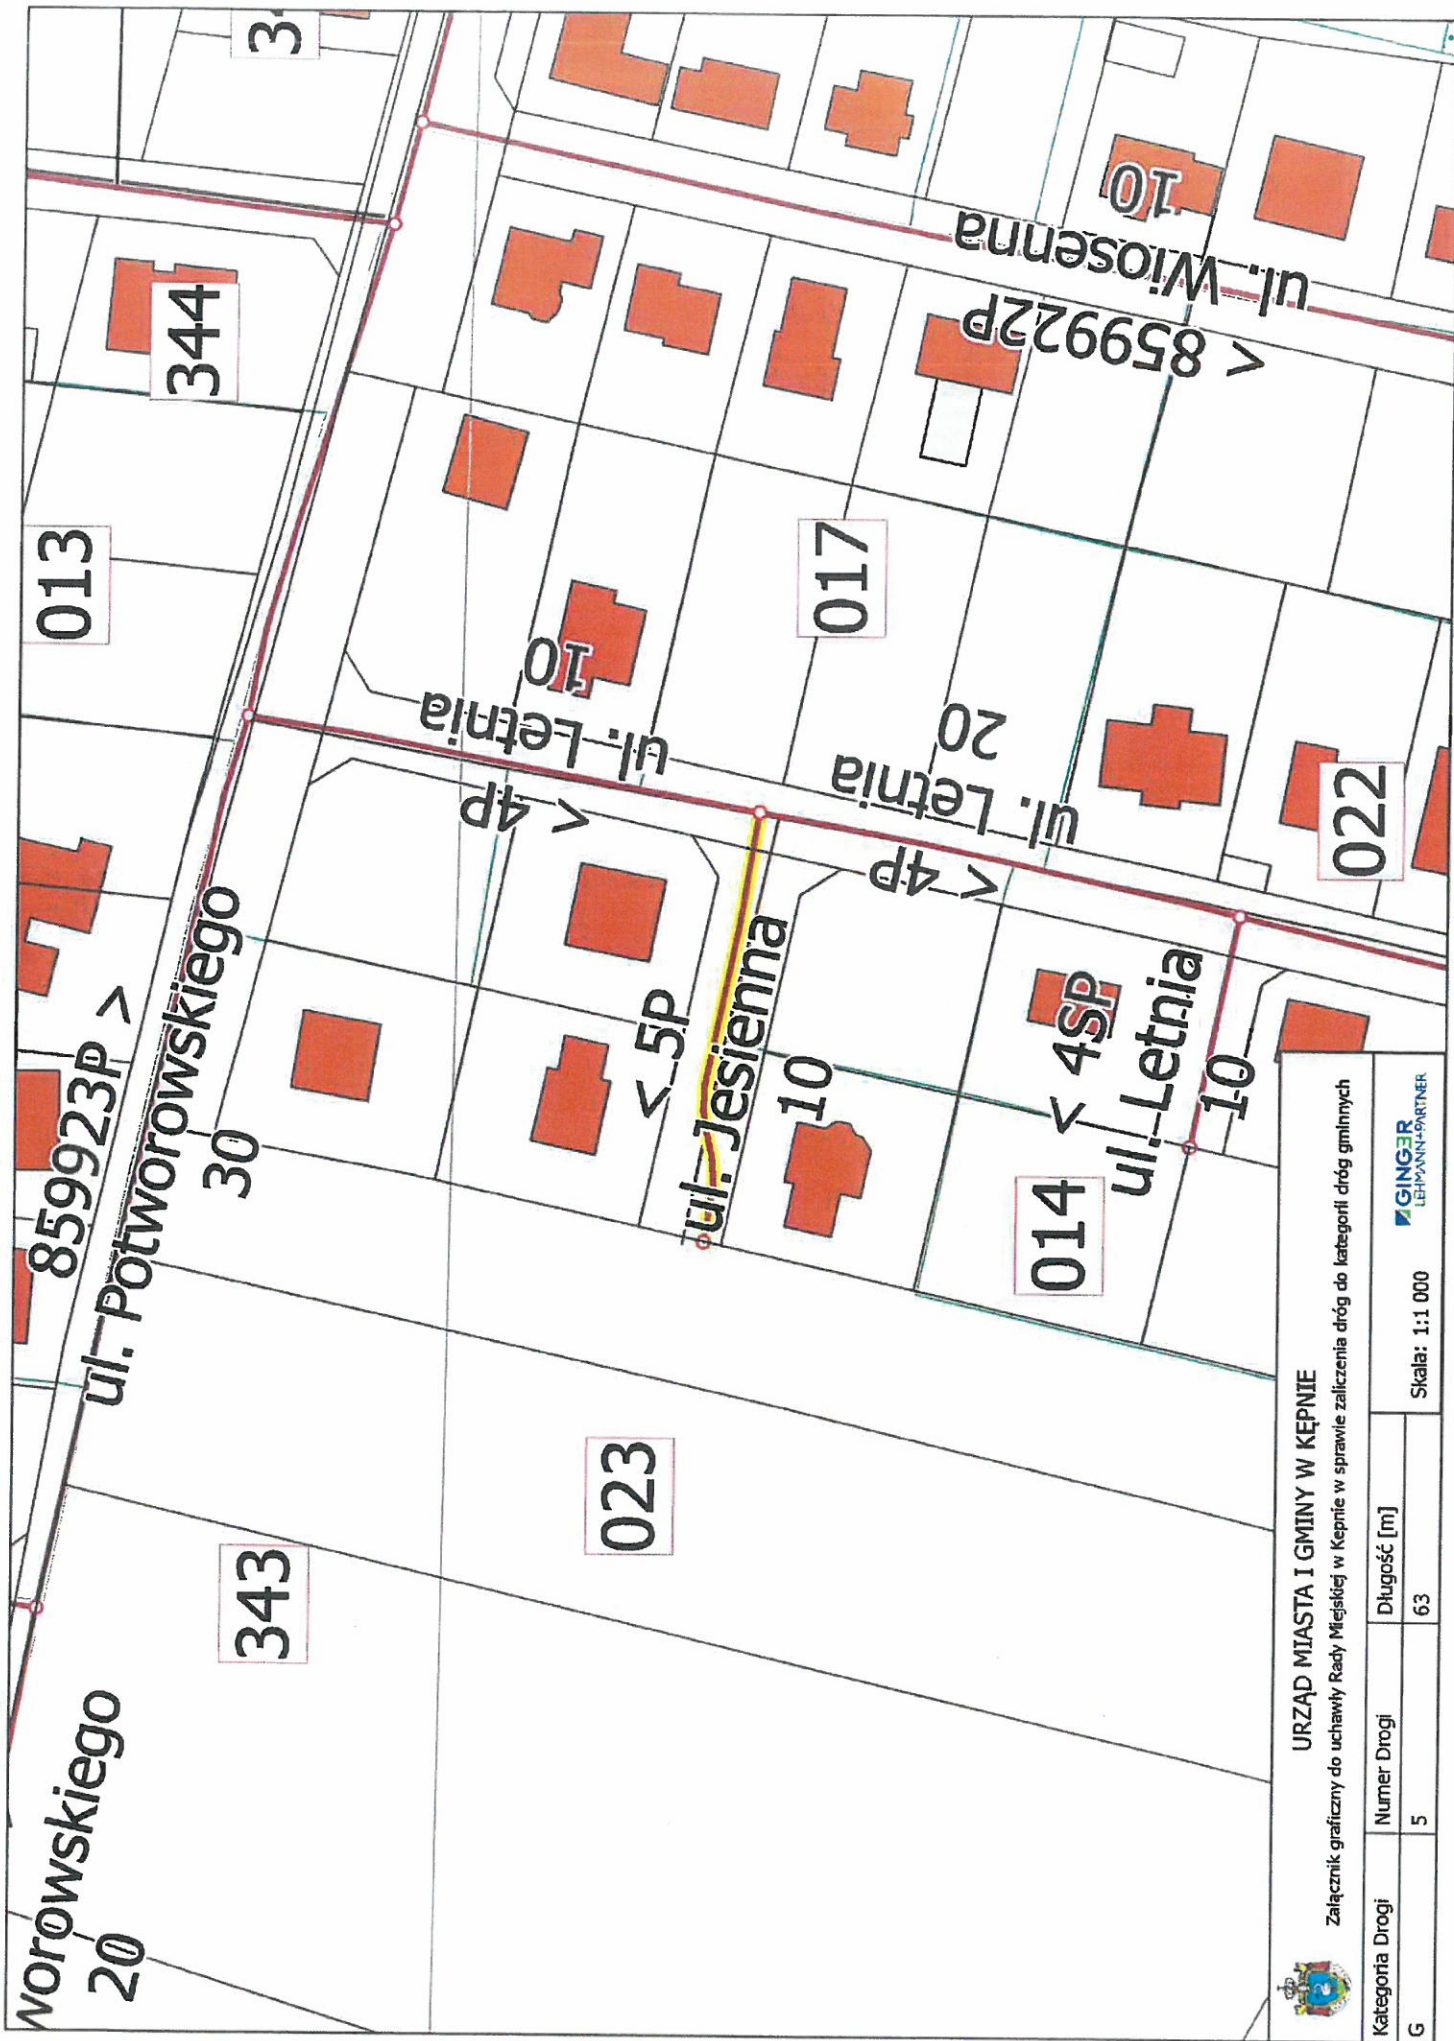 worowskiego
20
343
023
859923P >
ul. Potworowskiego
30
013
344
< 4P
ul. Letnia
10
017
< 5P
ul. Jesienna
10
ul. Letnia
20
< 4P
ul. Wiosenna
10
< 859922P
014
< 4SP
ul. Letnia
10
022
URZĄD MIASTA I GMINY W KĘPNIE
Załącznik graficzny do uchawły Rady Miejskiej w Kępnie w sprawie zaliczenia dróg do kategorii dróg gminnych
Kategoria Drogi Numer Drogi Długość [m]
G 5 63 Skala: 1:1 000
GINGER
LEHMANN+PARTNER